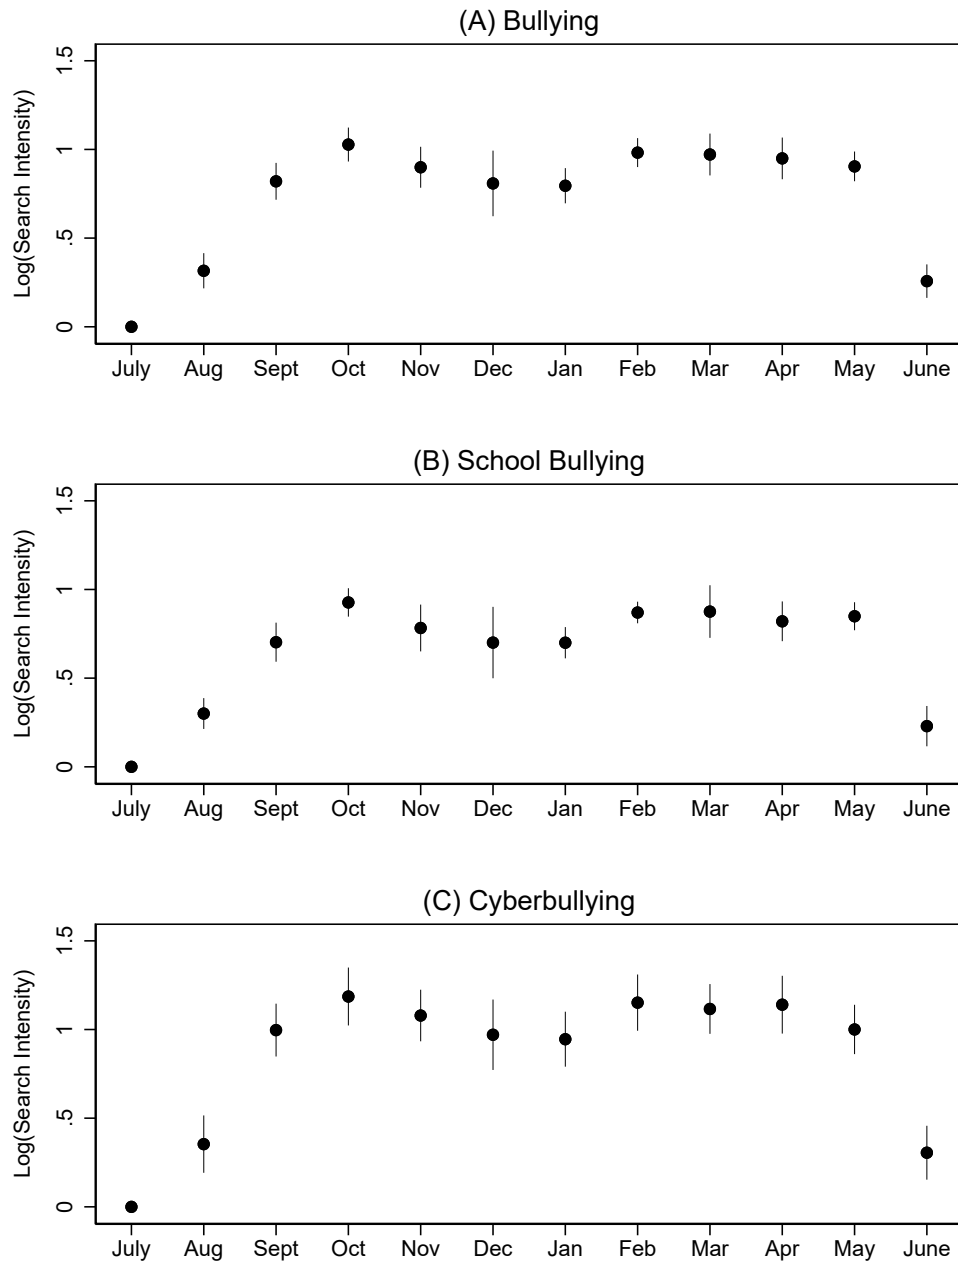 (A) Bullying
Log(Search Intensity)
1.5
1
.5
0
July Aug Sept Oct Nov Dec Jan Feb Mar Apr May June
(B) School Bullying
Log(Search Intensity)
1.5
1
.5
0
July Aug Sept Oct Nov Dec Jan Feb Mar Apr May June
(C) Cyberbullying
Log(Search Intensity)
1.5
1
.5
0
July Aug Sept Oct Nov Dec Jan Feb Mar Apr May June